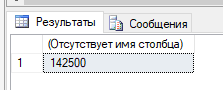 Результаты Сообщения
(Отсутствует имя столбца)
1 142500